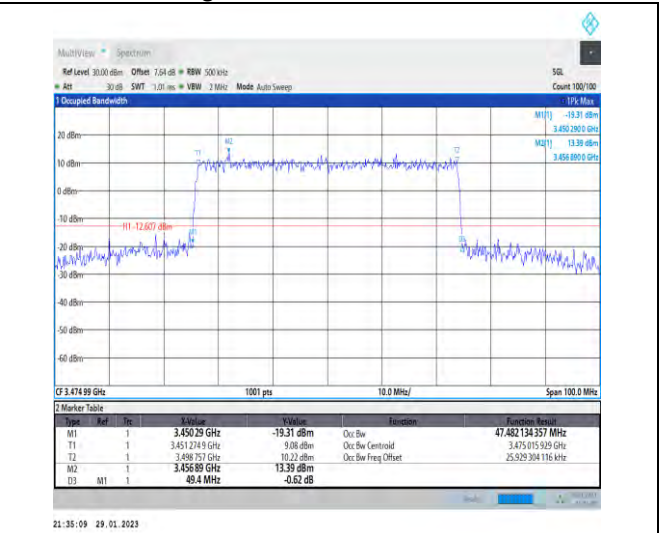 MultiView Spectrum
Ref Level 30.00 dBm Offset 7.64 dB RBW 500 kHz SGL
Att 30 dB SWT 1.01 ms VBW 2 MHz Mode Auto Sweep Count 100/100
1 Occupied Bandwidth 1Pk Max
M1[1] -19.31 dBm
3.450 290 0 GHz
20 dBm
M2[1] 13.39 dBm
3.456 890 0 GHz
M2
T1
T2
10 dBm
0 dBm
-10 dBm
H1 -12.607 dBm
M1
-20 dBm
-30 dBm
-40 dBm
-50 dBm
-60 dBm
CF 3.474 99 GHz 1001 pts 10.0 MHz/ Span 100.0 MHz
2 Marker Table
Type Ref Trc X-Value Y-Value Function Function Result
M1 1 3.450 29 GHz -19.31 dBm Occ Bw 47.482 134 357 MHz
T1 1 3.451 274 9 GHz 9.08 dBm Occ Bw Centroid 3.475 015 929 GHz
T2 1 3.498 757 GHz 10.22 dBm Occ Bw Freq Offset 25.929 304 116 kHz
M2 1 3.456 89 GHz 13.39 dBm
D3 M1 1 49.4 MHz -0.62 dB
21:35:09 29.01.2023